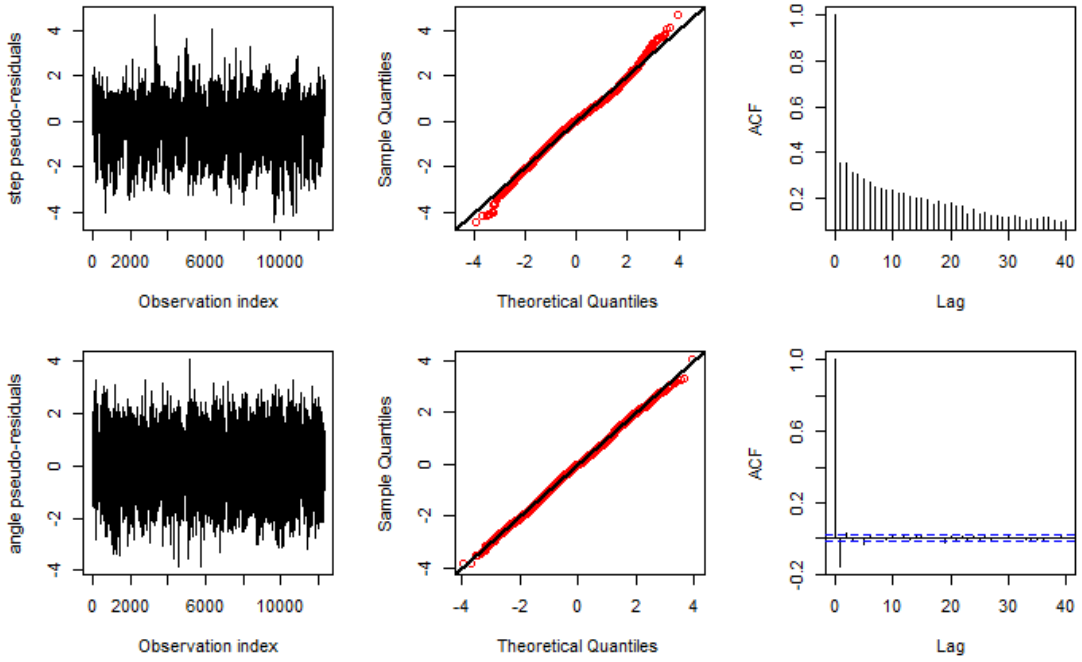 step pseudo-residuals
-4 -2 0 2 4
0 2000 6000 10000
Observation index
Sample Quantiles
-4 -2 0 2 4
-4 -2 0 2 4
Theoretical Quantiles
ACF
0.2 0.4 0.6 0.8 1.0
0 10 20 30 40
Lag
angle pseudo-residuals
-4 -2 0 2 4
0 2000 6000 10000
Observation index
Sample Quantiles
-4 -2 0 2 4
-4 -2 0 2 4
Theoretical Quantiles
ACF
-0.2 0.2 0.6 1.0
0 10 20 30 40
Lag